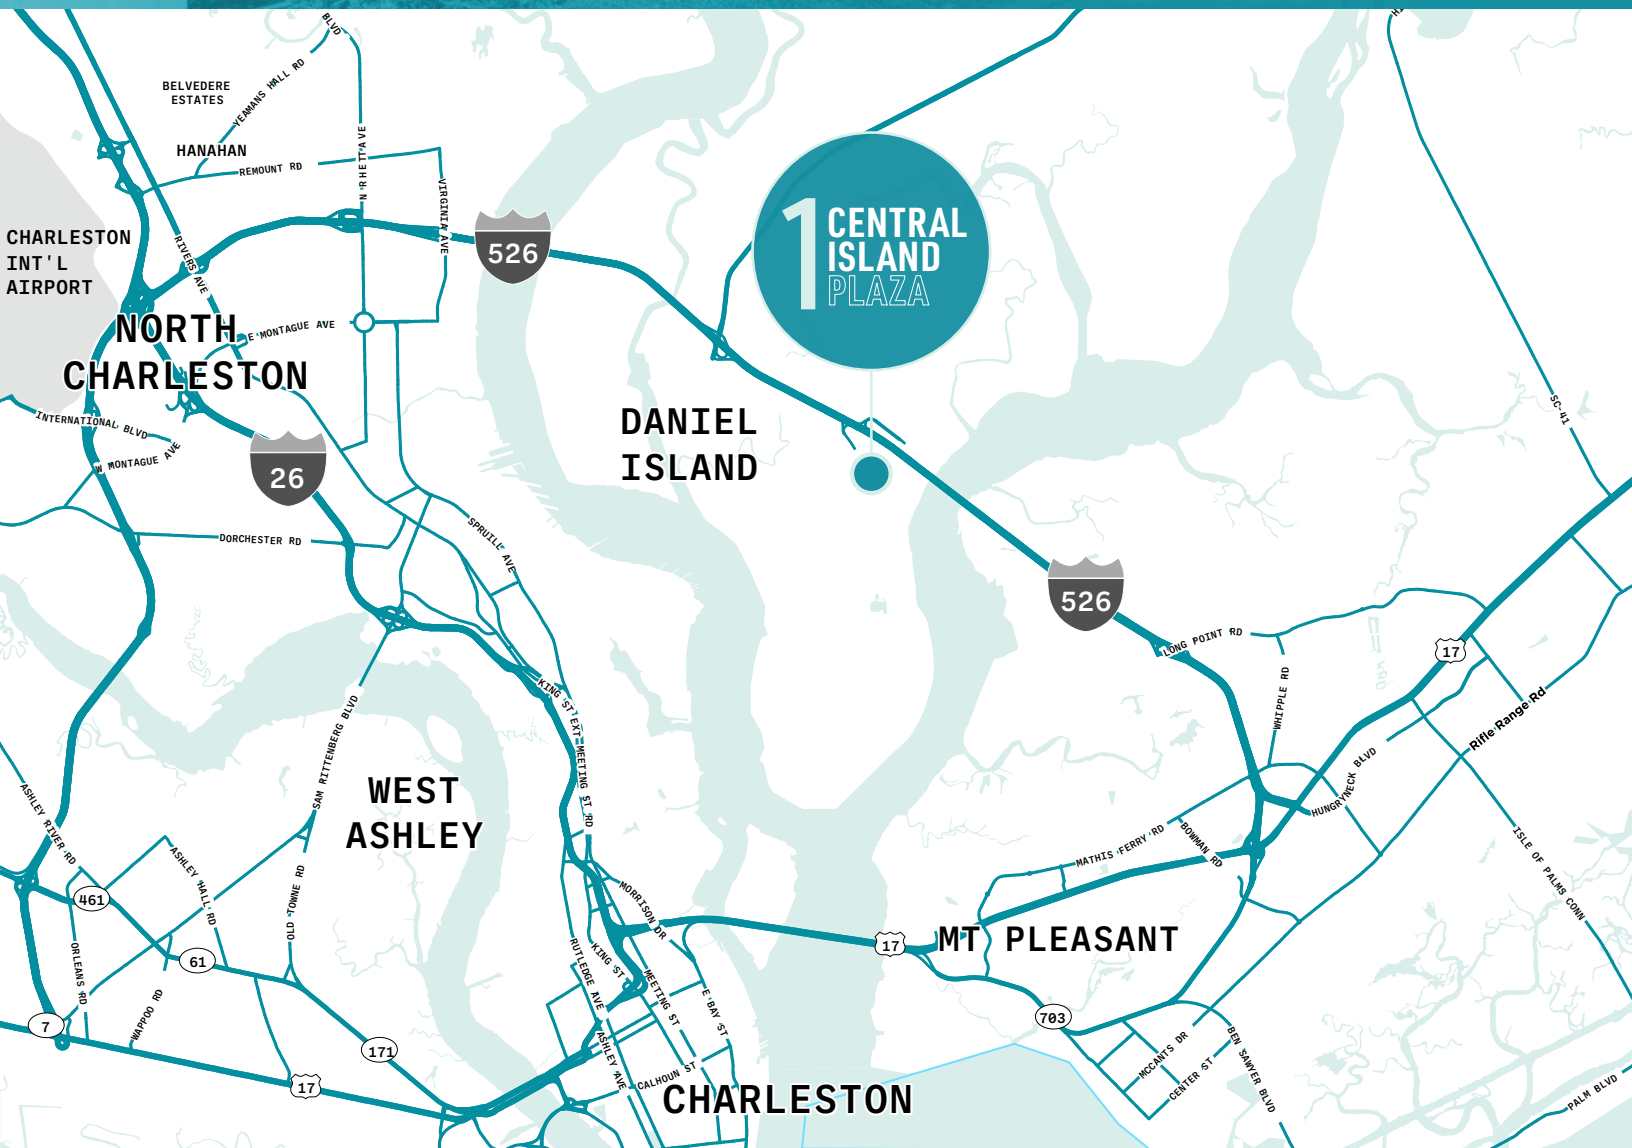 BLVD
YEAMANS HALL RD
BELVEDERE
ESTATES
HANAHAN
REMOUNT RD
N RHETT AVE
VIRGINIA AVE
CHARLESTON
INT'L
AIRPORT
RIVERS AVE
526
1
CENTRAL
ISLAND
PLAZA
NORTH
CHARLESTON
E MONTAGUE AVE
INTERNATIONAL BLVD
W MONTAGUE AVE
26
DANIEL
ISLAND
SC-41
DORCHESTER RD
SPRUILL AVE
526
LONG POINT RD
17
WHIPPLE RD
Rifle Range Rd
HUNGRYNECK BLVD
KING ST EXT
MEETING ST RD
SAM RITTENBERG BLVD
WEST
ASHLEY
ASHLEY RIVER RD
ASHLEY HALL RD
OLD TOWNE RD
461
61
ORLEANS RD
WAPPOO RD
7
171
17
MORRISON DR
RUTLEDGE AVE
KING ST
MEETING ST
E BAY ST
ASHLEY AVE
CALHOUN ST
CHARLESTON
17
MT PLEASANT
MATHIS FERRY RD
BOWMAN RD
ISLE OF PALMS CONN
703
MCCANTS DR
CENTER ST
BEN SAWYER BLVD
PALM BLVD